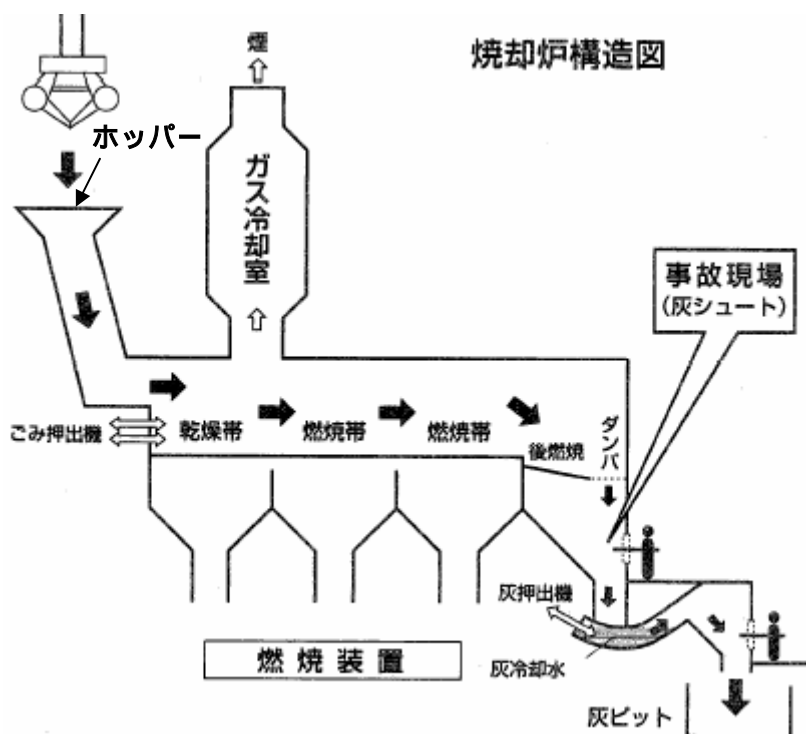 煙
焼却炉構造図
ホッパー
ガス冷却室
事故現場
(灰シュート)
ごみ押出機
乾燥帯
燃焼帯
燃焼帯
後燃焼
ダンパ
灰押出機
灰
灰
燃焼装置
灰冷却水
灰ピット